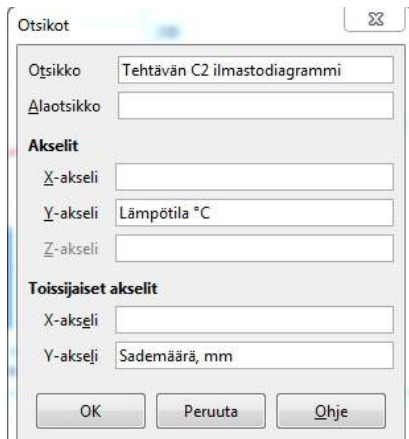 Otsikot
Otsikko Tehtävän C2 ilmastodiagrammi
Alaotsikko
Akselit
X-akseli
Y-akseli Lämpötila °C
Z-akseli
Toissijaiset akselit
X-akseli
Y-akseli Sademäärä, mm
OK Peruuta Ohje